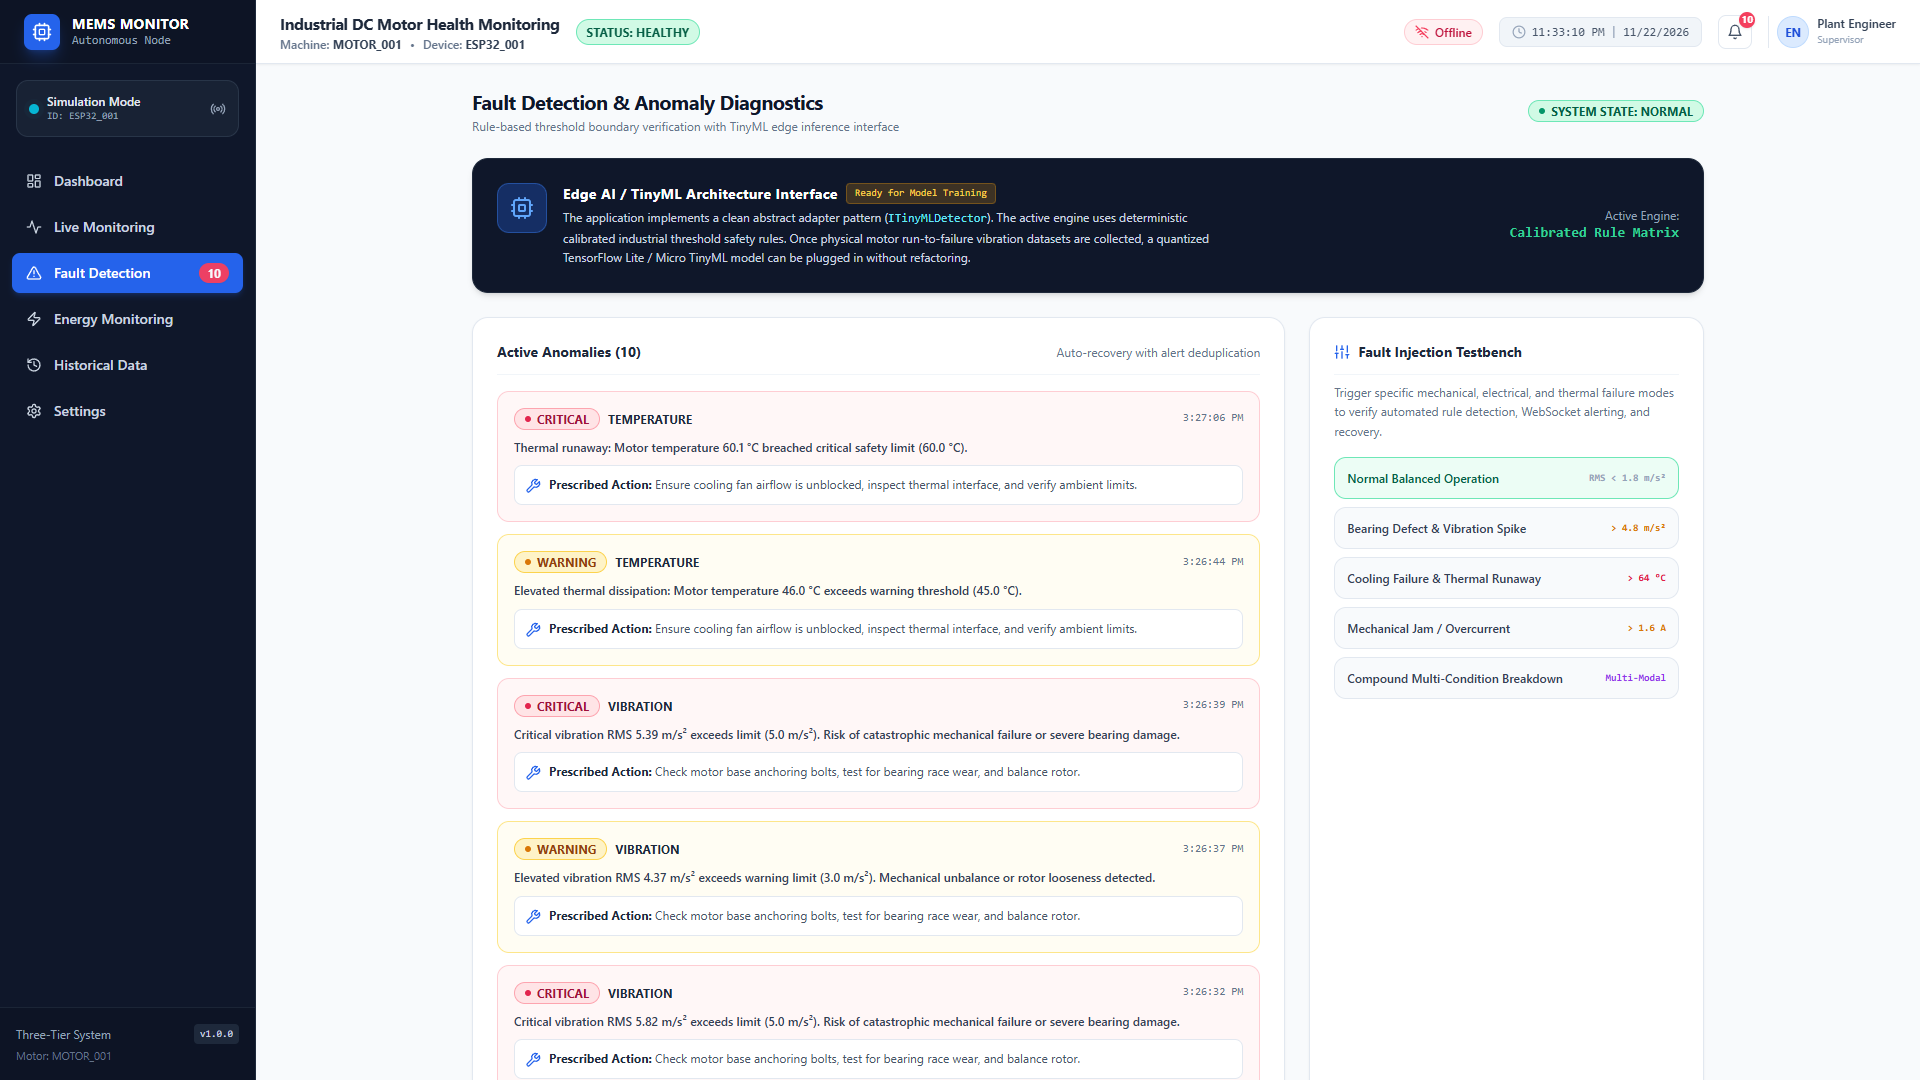 MEMS MONITOR
Autonomous Node
Simulation Mode
ID: ESP32_001
Dashboard
Live Monitoring
Fault Detection
10
Energy Monitoring
Historical Data
Settings
Three-Tier System
v1.0.0
Motor: MOTOR_001
Industrial DC Motor Health Monitoring
Machine: MOTOR_001 • Device: ESP32_001
STATUS: HEALTHY
Offline
11:33:10 PM | 11/22/2026
10
EN
Plant Engineer
Supervisor
Fault Detection & Anomaly Diagnostics
Rule-based threshold boundary verification with TinyML edge inference interface
SYSTEM STATE: NORMAL
Edge AI / TinyML Architecture Interface
Ready for Model Training
The application implements a clean abstract adapter pattern (ITinyMLDetector). The active engine uses deterministic
calibrated industrial threshold safety rules. Once physical motor run-to-failure vibration datasets are collected, a quantized
TensorFlow Lite / Micro TinyML model can be plugged in without refactoring.
Active Engine:
Calibrated Rule Matrix
Active Anomalies (10)
Auto-recovery with alert deduplication
CRITICAL TEMPERATURE 3:27:06 PM
Thermal runaway: Motor temperature 60.1 °C breached critical safety limit (60.0 °C).
Prescribed Action: Ensure cooling fan airflow is unblocked, inspect thermal interface, and verify ambient limits.
WARNING TEMPERATURE 3:26:44 PM
Elevated thermal dissipation: Motor temperature 46.0 °C exceeds warning threshold (45.0 °C).
Prescribed Action: Ensure cooling fan airflow is unblocked, inspect thermal interface, and verify ambient limits.
CRITICAL VIBRATION 3:26:39 PM
Critical vibration RMS 5.39 m/s² exceeds limit (5.0 m/s²). Risk of catastrophic mechanical failure or severe bearing damage.
Prescribed Action: Check motor base anchoring bolts, test for bearing race wear, and balance rotor.
WARNING VIBRATION 3:26:37 PM
Elevated vibration RMS 4.37 m/s² exceeds warning limit (3.0 m/s²). Mechanical unbalance or rotor looseness detected.
Prescribed Action: Check motor base anchoring bolts, test for bearing race wear, and balance rotor.
CRITICAL VIBRATION 3:26:32 PM
Critical vibration RMS 5.82 m/s² exceeds limit (5.0 m/s²). Risk of catastrophic mechanical failure or severe bearing damage.
Prescribed Action: Check motor base anchoring bolts, test for bearing race wear, and balance rotor.
Fault Injection Testbench
Trigger specific mechanical, electrical, and thermal failure modes
to verify automated rule detection, WebSocket alerting, and
recovery.
Normal Balanced Operation RMS < 1.8 m/s²
Bearing Defect & Vibration Spike > 4.8 m/s²
Cooling Failure & Thermal Runaway > 64 °C
Mechanical Jam / Overcurrent > 1.6 A
Compound Multi-Condition Breakdown Multi-Modal